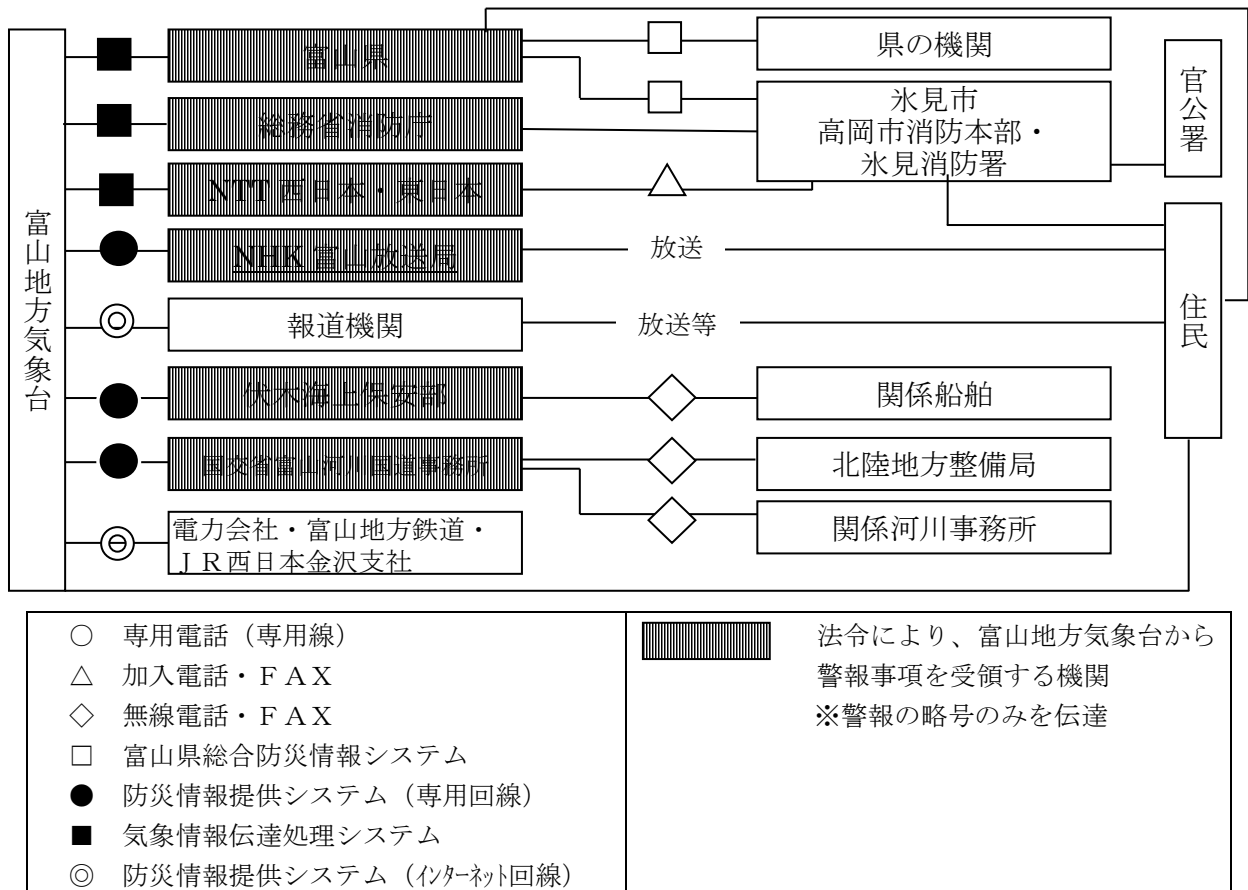 富山地方気象台
富山県
総務省消防庁
NTT西日本・東日本
NHK富山放送局
報道機関
伏木海上保安部
国交省富山河川国道事務所
電力会社・富山地方鉄道・
ＪＲ西日本金沢支社
放送
放送等
県の機関
氷見市
高岡市消防本部・
氷見消防署
関係船舶
北陸地方整備局
関係河川事務所
官公署
住民
○ 専用電話（専用線）
△ 加入電話・ＦＡＸ
◇ 無線電話・ＦＡＸ
□ 富山県総合防災情報システム
● 防災情報提供システム（専用回線）
■ 気象情報伝達処理システム
◎ 防災情報提供システム（ｲﾝﾀｰﾈｯﾄ回線）
法令により、富山地方気象台から
警報事項を受領する機関
※警報の略号のみを伝達